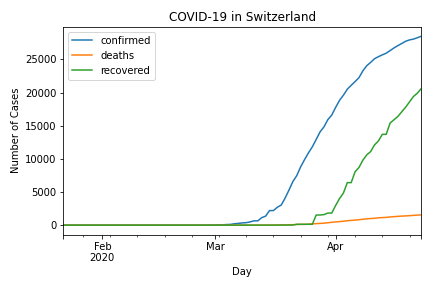 COVID-19 in Switzerland
confirmed
deaths
recovered
Number of Cases
25000
20000
15000
10000
5000
0
Feb
2020
Mar
Apr
Day